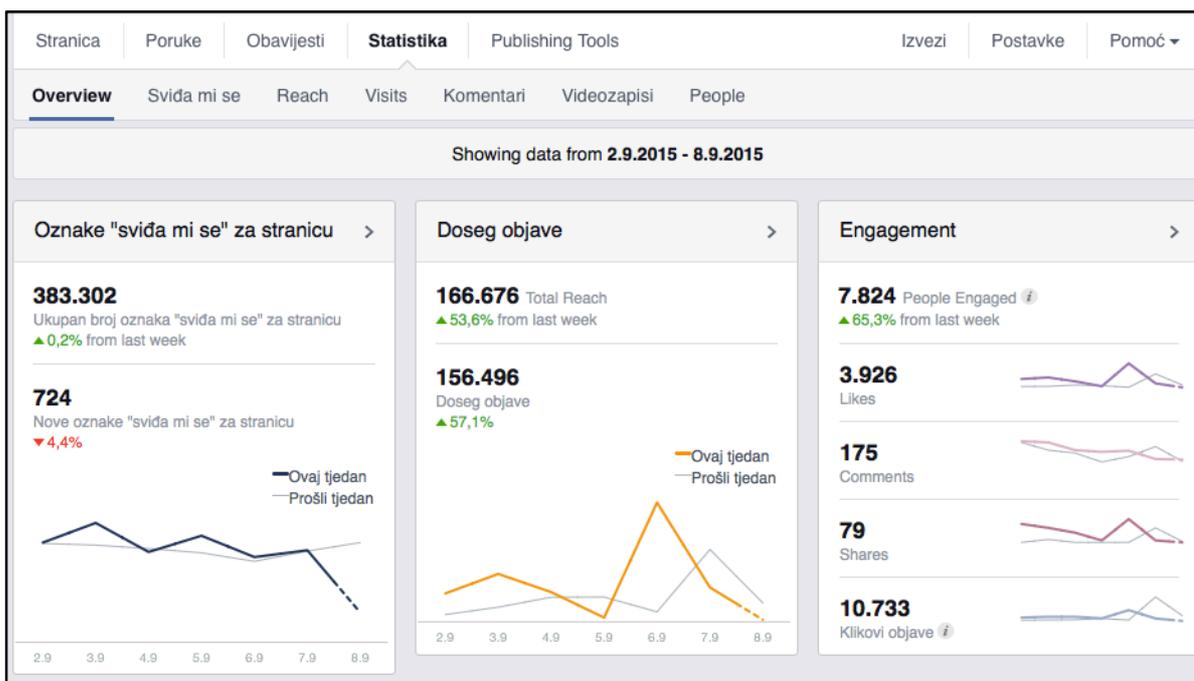 Stranica Poruke Obavijesti Statistika Publishing Tools Izvezi Postavke Pomoć
Overview Sviđa mi se Reach Visits Komentari Videozapisi People
Showing data from 2.9.2015 - 8.9.2015
Oznake "sviđa mi se" za stranicu
383.302
Ukupan broj oznaka "sviđa mi se" za stranicu
0,2% from last week
724
Nove oznake "sviđa mi se" za stranicu
4,4%
Ovaj tjedan
Prošli tjedan
2.9 3.9 4.9 5.9 6.9 7.9 8.9
Doseg objave
166.676 Total Reach
53,6% from last week
156.496
Doseg objave
57,1%
Ovaj tjedan
Prošli tjedan
2.9 3.9 4.9 5.9 6.9 7.9 8.9
Engagement
7.824 People Engaged i
65,3% from last week
3.926
Likes
175
Comments
79
Shares
10.733
Klikovi objave i